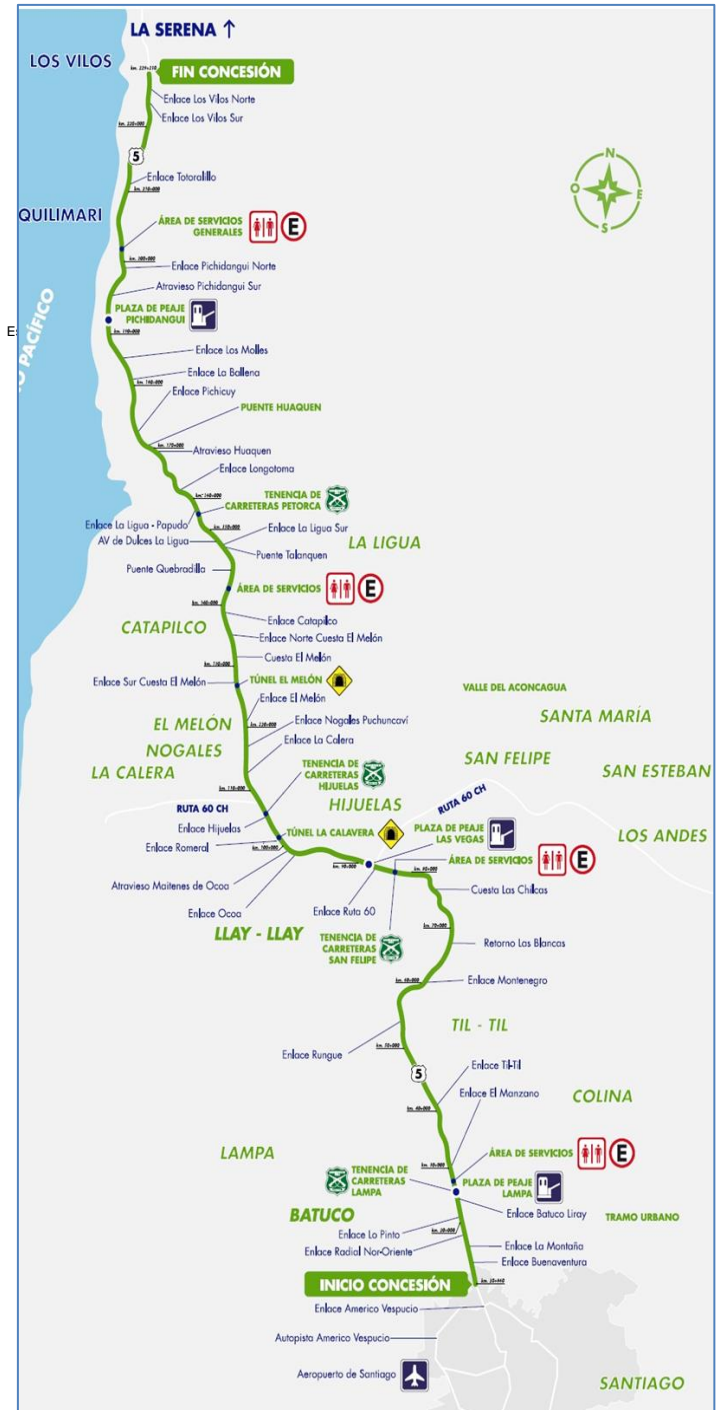 LA SERENA ↑
LOS VILOS
FIN CONCESIÓN
Enlace Los Vilos Norte
Enlace Los Vilos Sur
5
Enlace Totoralillo
QUILIMARI
ÁREA DE SERVICIOS
GENERALES
E
N
O
E
S
Enlace Pichidangui Norte
Atravieso Pichidangui Sur
PLAZA DE PEAJE
PICHIDANGUI
O PACÍFICO
Enlace Los Molles
Enlace La Ballena
Enlace Pichicuy
PUENTE HUAQUEN
Atravieso Huaquen
Enlace Longotoma
TENENCIA DE
CARRETERAS PETORCA
Enlace La Ligua - Papudo
Enlace La Ligua Sur
AV de Dulces La Ligua
LA LIGUA
Puente Talanquen
Puente Quebradilla
ÁREA DE SERVICIOS
E
Enlace Catapilco
CATAPILCO
Enlace Norte Cuesta El Melón
Cuesta El Melón
Enlace Sur Cuesta El Melón
TÚNEL EL MELÓN
VALLE DEL ACONCAGUA
Enlace El Melón
EL MELÓN
Enlace Nogales Puchuncaví
SANTA MARÍA
NOGALES
Enlace La Calera
SAN FELIPE
LA CALERA
TENENCIA DE
CARRETERAS
HIJUELAS
SAN ESTEBAN
RUTA 60 CH
HIJUELAS
RUTA 60 CH
Enlace Hijuelas
TÚNEL LA CALAVERA
PLAZA DE PEAJE
LAS VEGAS
LOS ANDES
Enlace Romeral
ÁREA DE SERVICIOS
E
Atravieso Maitenes de Ocoa
Cuesta Las Chilcas
Enlace Ocoa
Enlace Ruta 60
LLAY - LLAY
TENENCIA DE
CARRETERAS
SAN FELIPE
Retorno Las Blancas
Enlace Montenegro
TIL - TIL
Enlace Rungue
5
Enlace Til-Til
Enlace El Manzano
COLINA
LAMPA
ÁREA DE SERVICIOS
E
TENENCIA DE
CARRETERAS
LAMPA
PLAZA DE PEAJE
LAMPA
BATUCO
Enlace Batuco Liray
TRAMO URBANO
Enlace Lo Pinto
Enlace Radial Nor-Oriente
Enlace La Montaña
Enlace Buenaventura
INICIO CONCESIÓN
Enlace Americo Vespucio
Autopista Americo Vespucio
Aeropuerto de Santiago
SANTIAGO